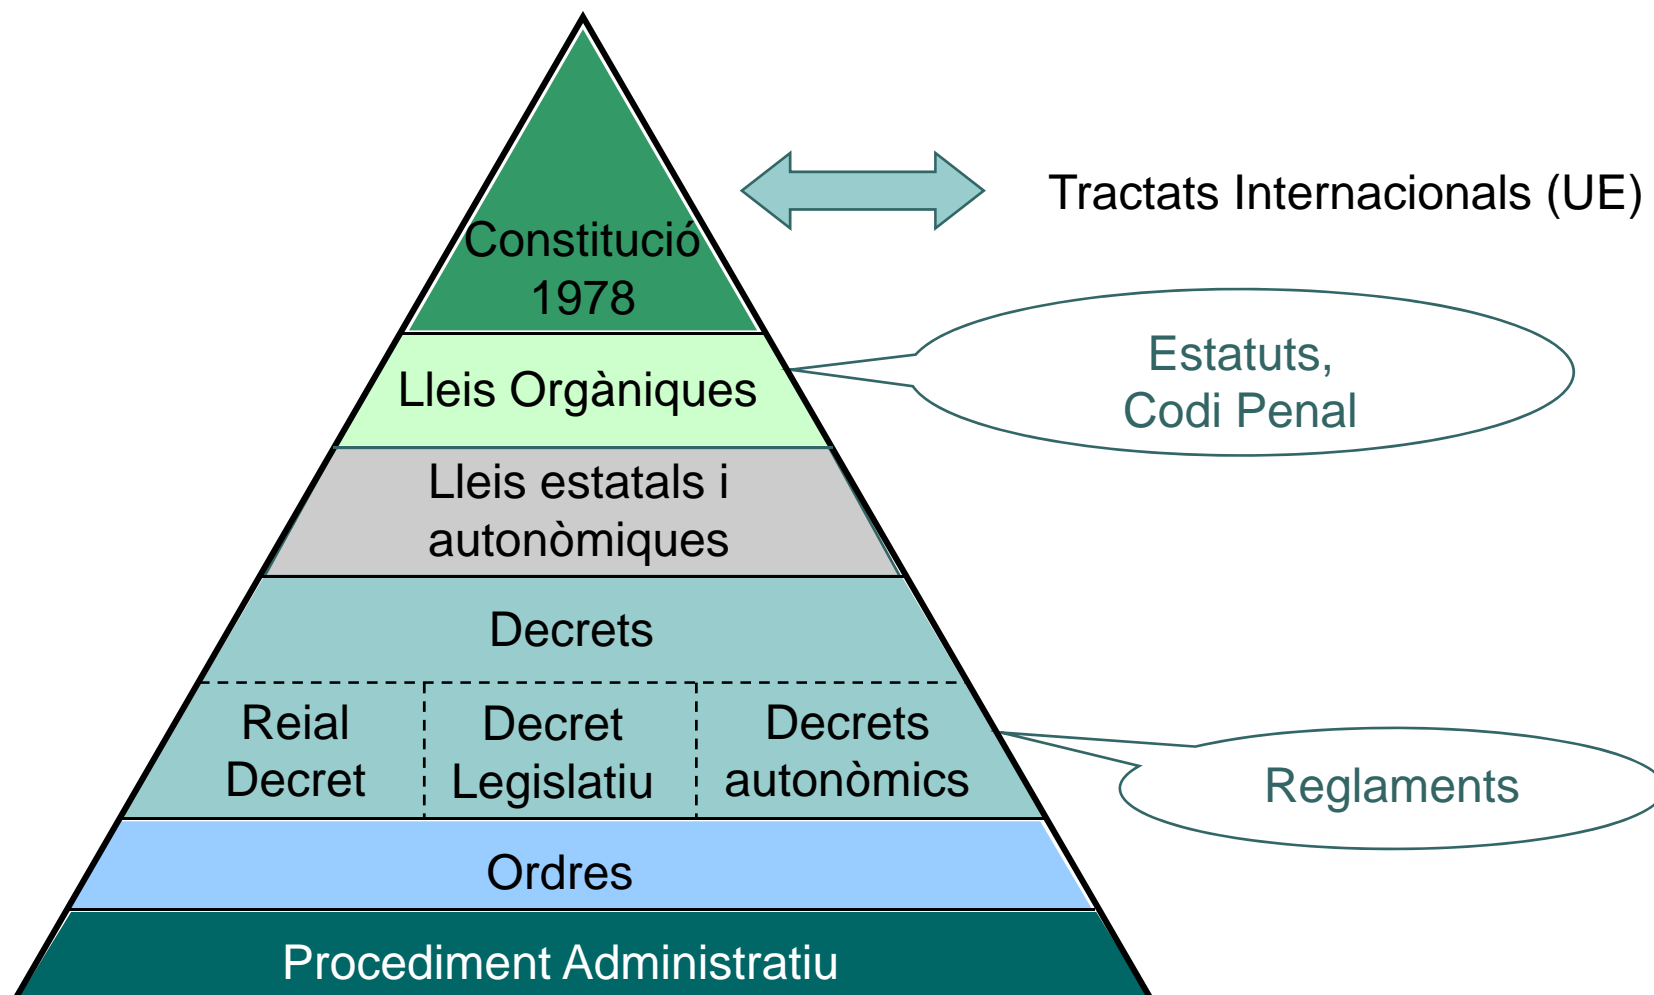 Tractats Internacionals (UE)
Constitució
1978
Estatuts,
Codi Penal
Lleis Orgàniques
Lleis estatals i
autonòmiques
Decrets
Reial
Decret
Decret
Legislatiu
Decrets
autonòmics
Reglaments
Ordres
Procediment Administratiu